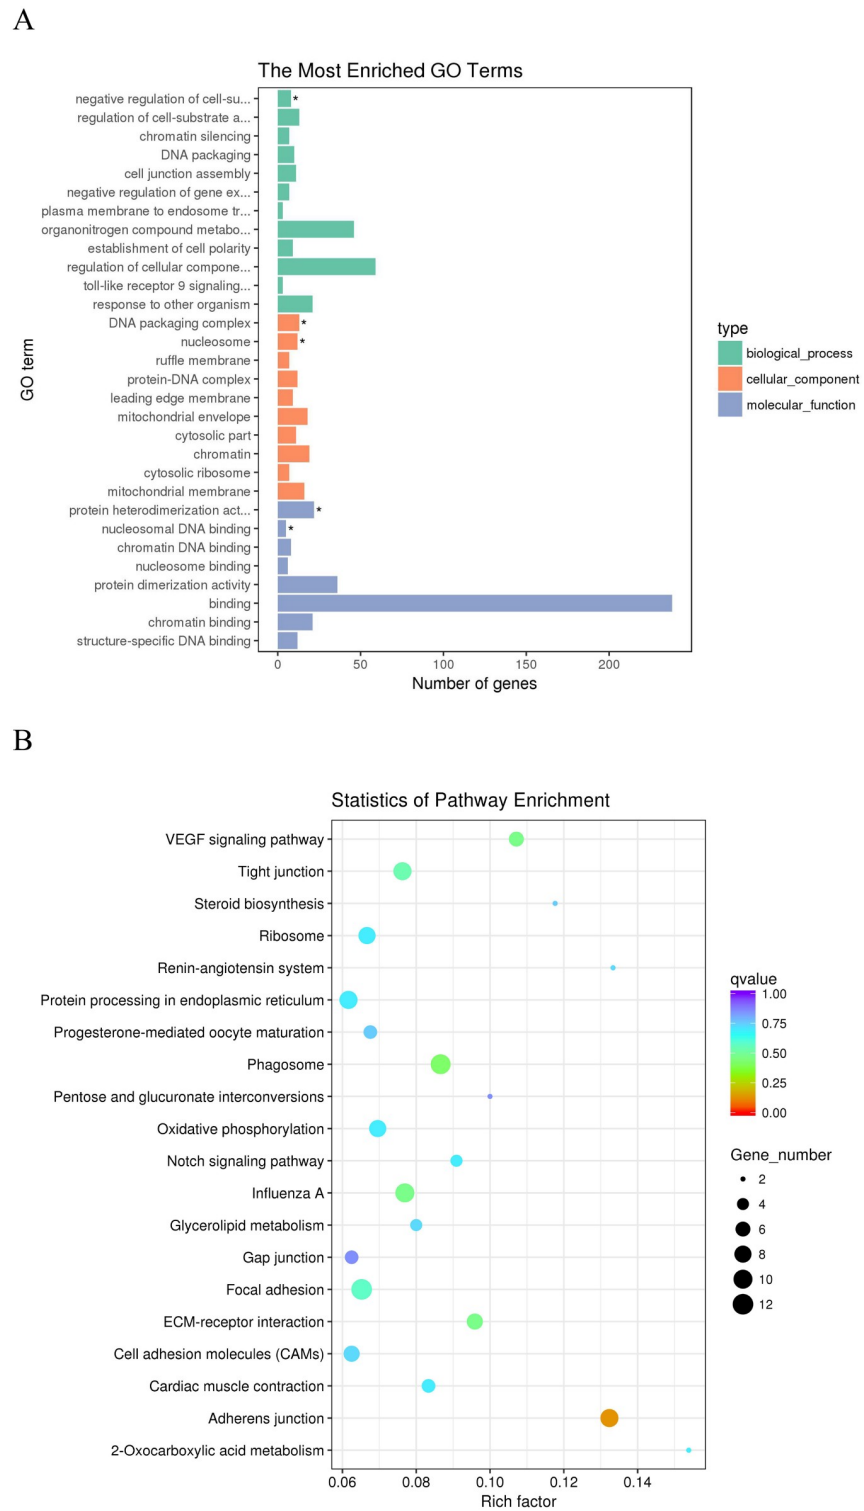 A
The Most Enriched GO Terms
GO term
negative regulation of cell-su... *
regulation of cell-substrate a...
chromatin silencing
DNA packaging
cell junction assembly
negative regulation of gene ex...
plasma membrane to endosome tr...
organonitrogen compound metabo...
establishment of cell polarity
regulation of cellular compone...
toll-like receptor 9 signaling...
response to other organism
DNA packaging complex *
nucleosome *
ruffle membrane
protein-DNA complex
leading edge membrane
mitochondrial envelope
cytosolic part
chromatin
cytosolic ribosome
mitochondrial membrane
protein heterodimerization act... *
nucleosomal DNA binding *
chromatin DNA binding
nucleosome binding
protein dimerization activity
binding
chromatin binding
structure-specific DNA binding
0 50 100 150 200
Number of genes
type
biological_process
cellular_component
molecular_function
B
Statistics of Pathway Enrichment
VEGF signaling pathway
Tight junction
Steroid biosynthesis
Ribosome
Renin-angiotensin system
Protein processing in endoplasmic reticulum
Progesterone-mediated oocyte maturation
Phagosome
Pentose and glucuronate interconversions
Oxidative phosphorylation
Notch signaling pathway
Influenza A
Glycerolipid metabolism
Gap junction
Focal adhesion
ECM-receptor interaction
Cell adhesion molecules (CAMs)
Cardiac muscle contraction
Adherens junction
2-Oxocarboxylic acid metabolism
0.06 0.08 0.10 0.12 0.14
Rich factor
qvalue
1.00
0.75
0.50
0.25
0.00
Gene_number
2
4
6
8
10
12